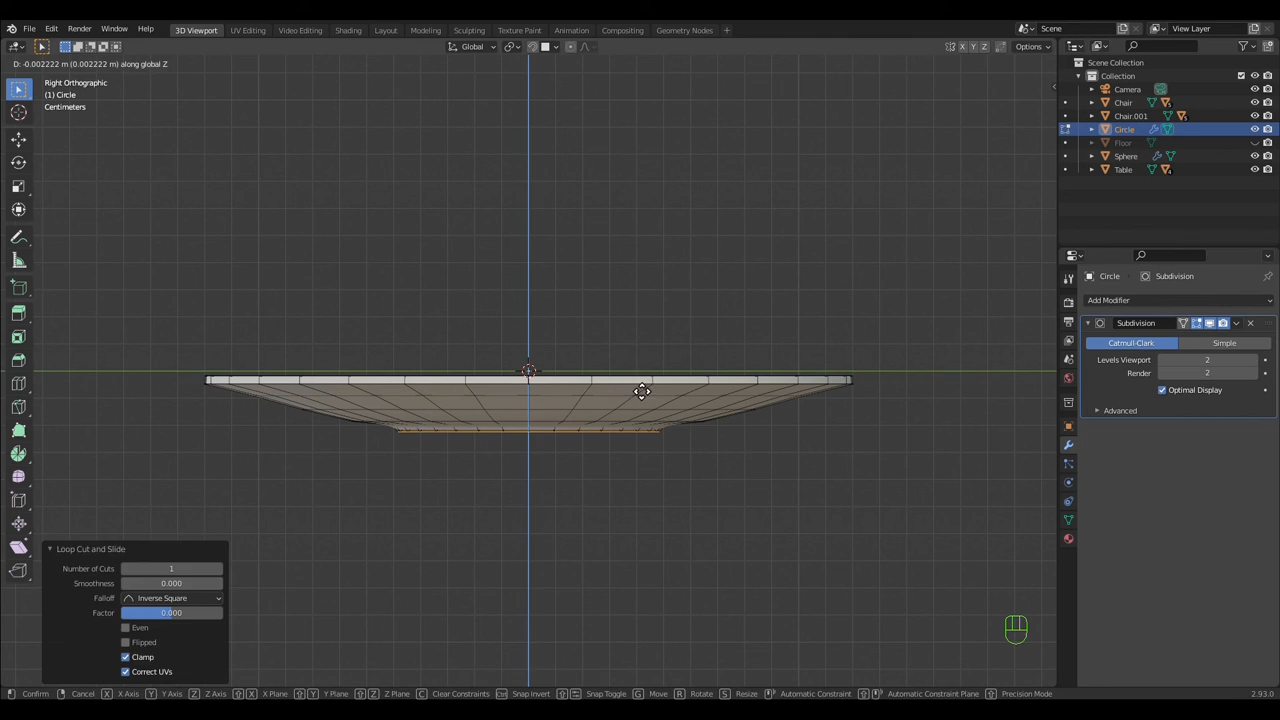 File Edit Render Window Help
3D Viewport UV Editing Video Editing Layout Modeling Sculpting Texture Paint Shading Animation Rendering Compositing Geometry Nodes
Scene
View Layer
Global
X Y Z
Options
D: -0.002222 m (0.002222 m) along global Z
Right Orthographic
(1) Circle
Centimeters
Scene Collection
Collection
Camera
Chair
Chair.001
Circle
Floor
Sphere
Table
Circle
Subdivision
Add Modifier
Subdivision
Catmull-Clark Simple
Levels Viewport 2
Render 2
Optimal Display
Advanced
Loop Cut and Slide
Number of Cuts 1
Smoothness 0.000
Falloff Inverse Square
Factor 0.000
Even
Flipped
Clamp
Correct UVs
Confirm Cancel X X Axis Y Y Axis Z Z Axis X X Plane Y Y Plane Z Z Plane C Clear Constraints Snap Invert Snap Toggle G Move R Rotate S Resize Automatic Constraint Automatic Constraint Plane Precision Mode
2.93.0